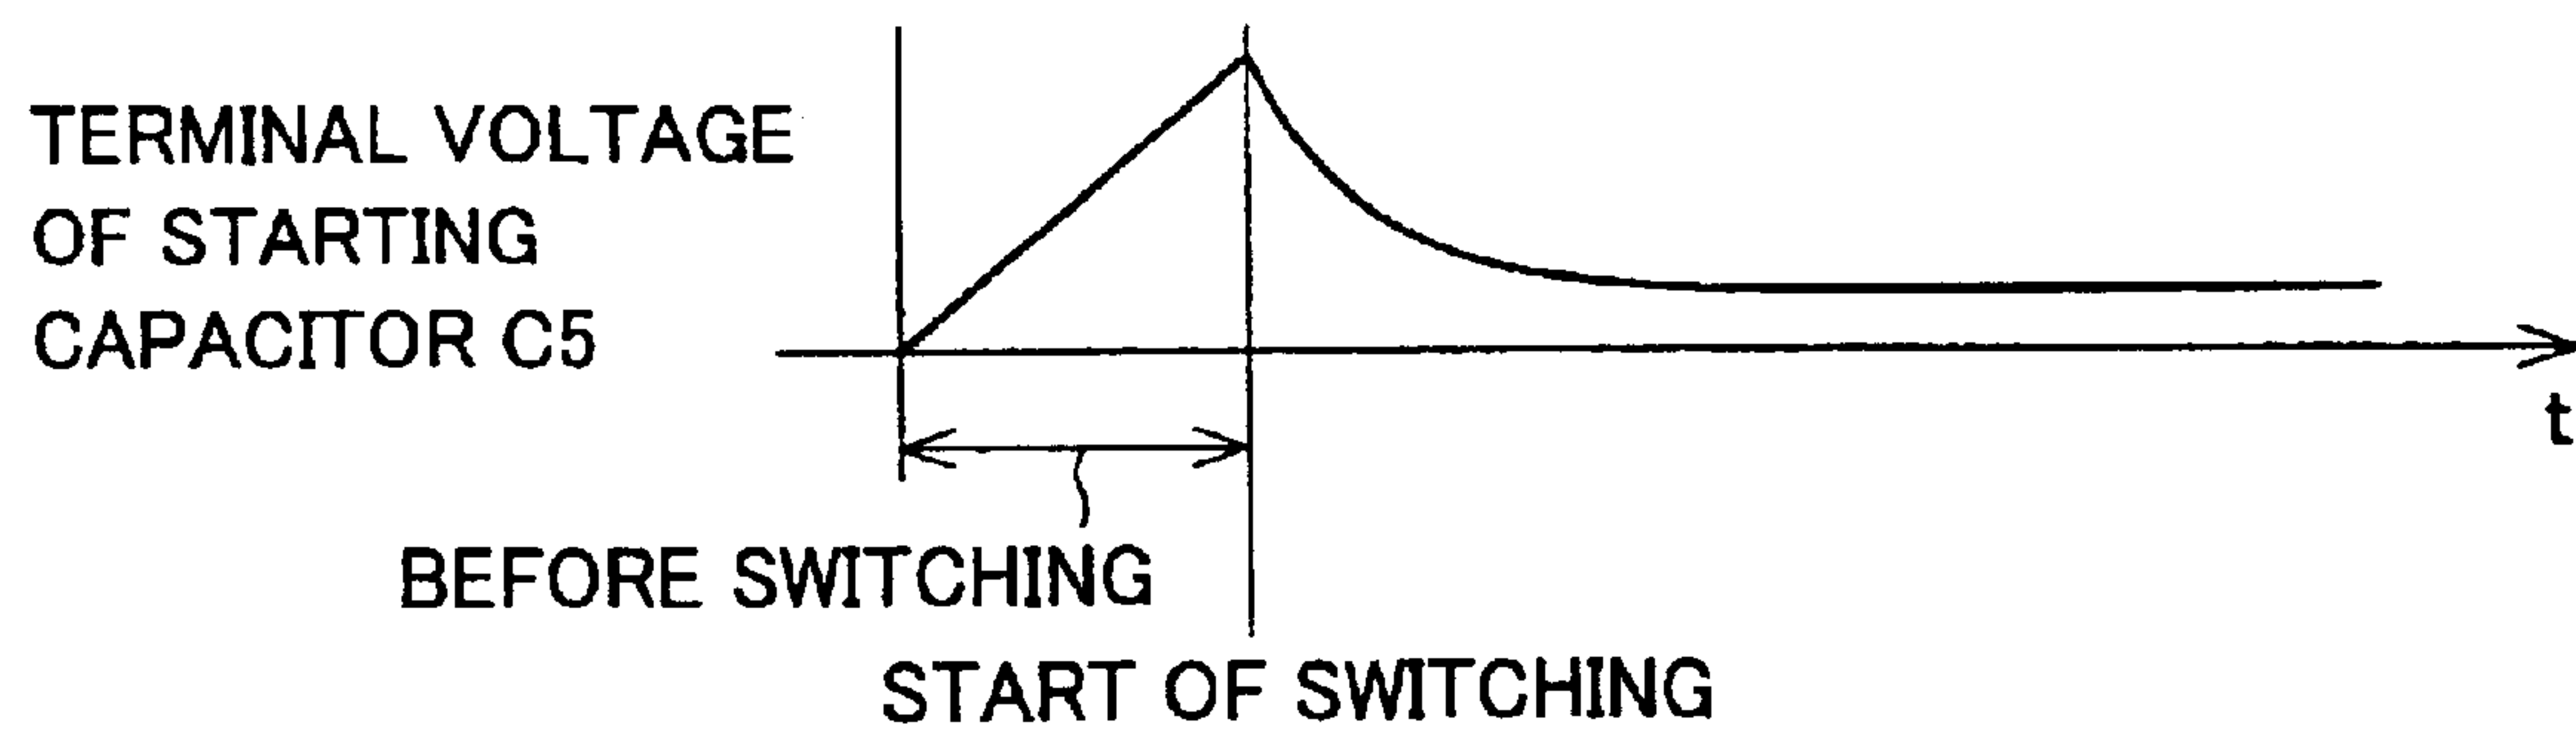 TERMINAL VOLTAGE
OF STARTING
CAPACITOR C5
t
BEFORE SWITCHING
START OF SWITCHING